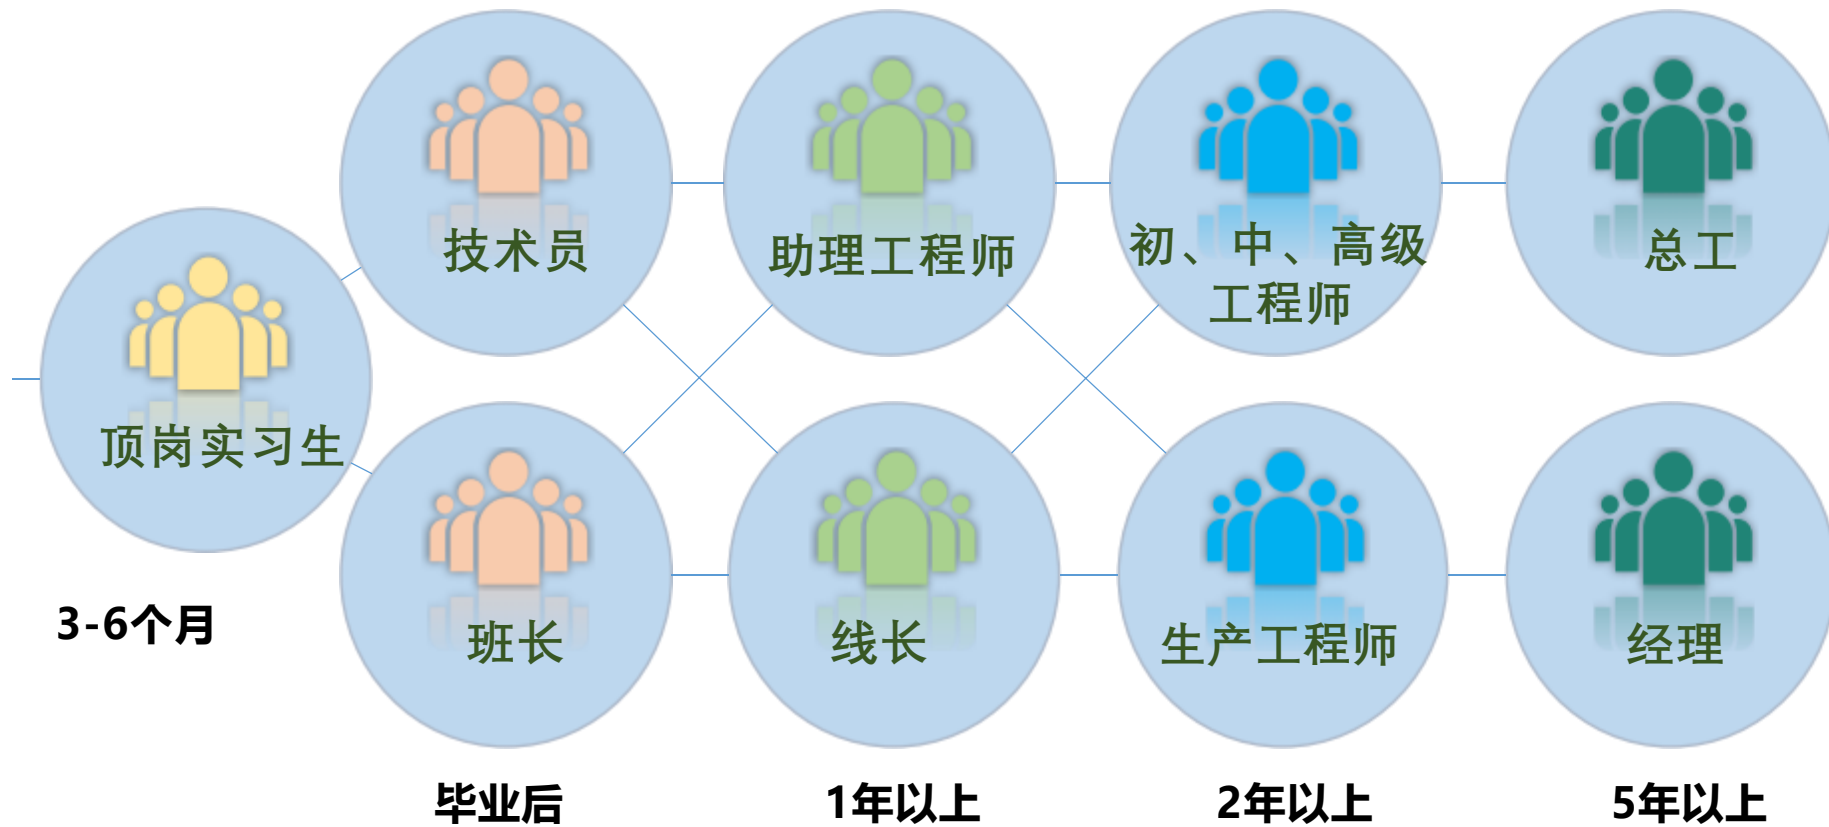 技术员
助理工程师
初、中、高级
工程师
总工
顶岗实习生
3-6个月
班长
线长
生产工程师
经理
毕业后
1年以上
2年以上
5年以上